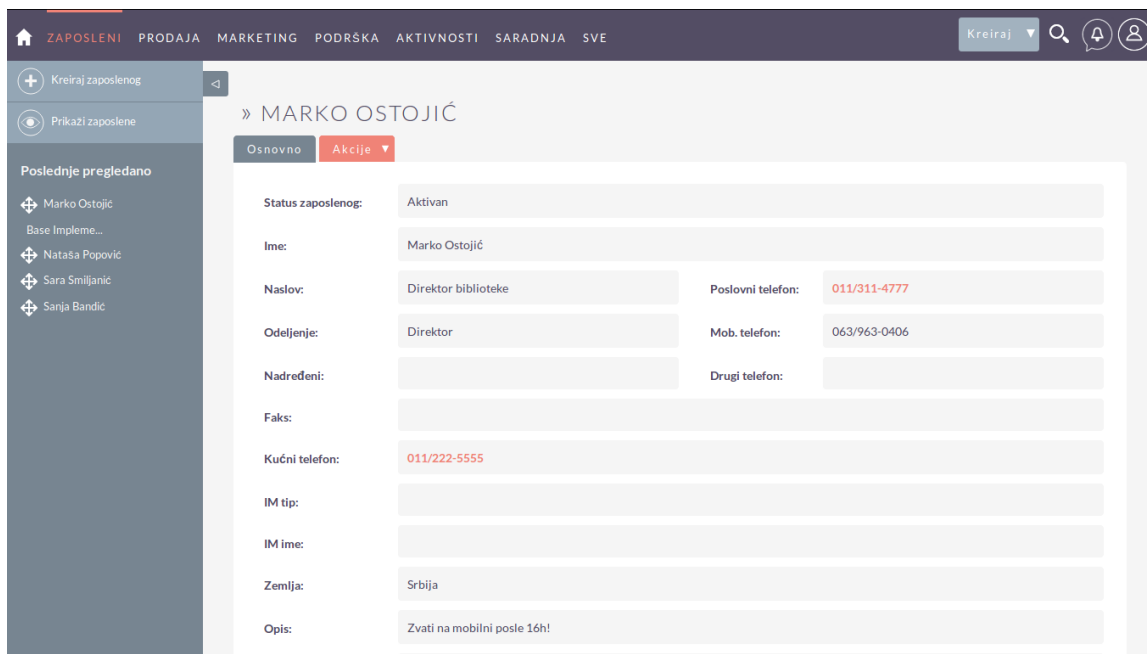 ZAPOSLENI PRODAJA MARKETING PODRŠKA AKTIVNOSTI SARADNJA SVE Kreiraj
Kreiraj zaposlenog
Prikaži zaposlene
Poslednje pregledano
Marko Ostojić
Base Impleme...
Nataša Popović
Sara Smiljanić
Sanja Bandić
» MARKO OSTOJIĆ
Osnovno Akcije
Status zaposlenog: Aktivan
Ime: Marko Ostojić
Naslov: Direktor biblioteke Poslovni telefon: 011/311-4777
Odeljenje: Direktor Mob. telefon: 063/963-0406
Nadređeni: Drugi telefon:
Faks:
Kućni telefon: 011/222-5555
IM tip:
IM ime:
Zemlja: Srbija
Opis: Zvati na mobilni posle 16h!